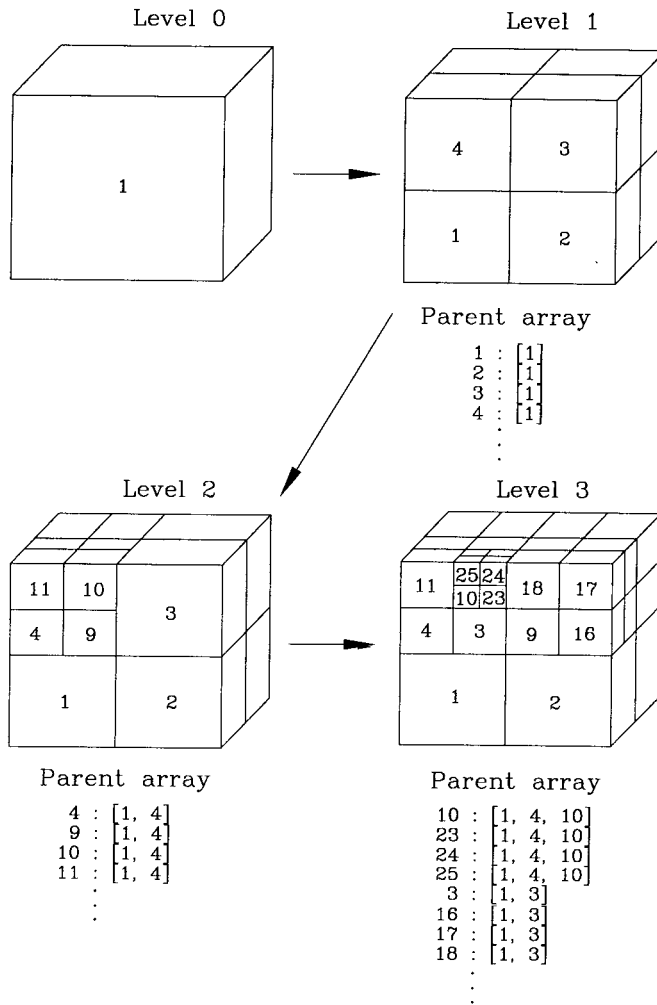 Level 0
1
Level 1
4 3
1 2
Parent array
1 : [1]
2 : [1]
3 : [1]
4 : [1]
.
.
.
Level 2
11 10
3
4 9
1 2
Parent array
4 : [1, 4]
9 : [1, 4]
10 : [1, 4]
11 : [1, 4]
.
.
.
Level 3
11 25 24 18 17
10 23
4 3 9 16
1 2
Parent array
10 : [1, 4, 10]
23 : [1, 4, 10]
24 : [1, 4, 10]
25 : [1, 4, 10]
3 : [1, 3]
16 : [1, 3]
17 : [1, 3]
18 : [1, 3]
.
.
.